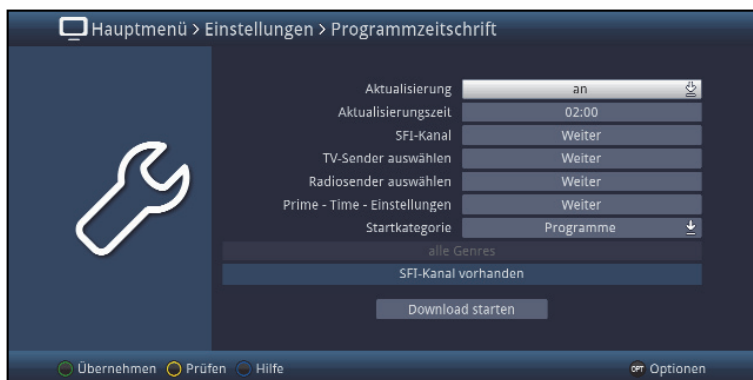 Hauptmenü > Einstellungen > Programmzeitschrift
Aktualisierung an
Aktualisierungszeit 02:00
SFI-Kanal Weiter
TV-Sender auswählen Weiter
Radiosender auswählen Weiter
Prime - Time - Einstellungen Weiter
Startkategorie Programme
alle Genres
SFI-Kanal vorhanden
Download starten
Übernehmen Prüfen Hilfe OPT Optionen